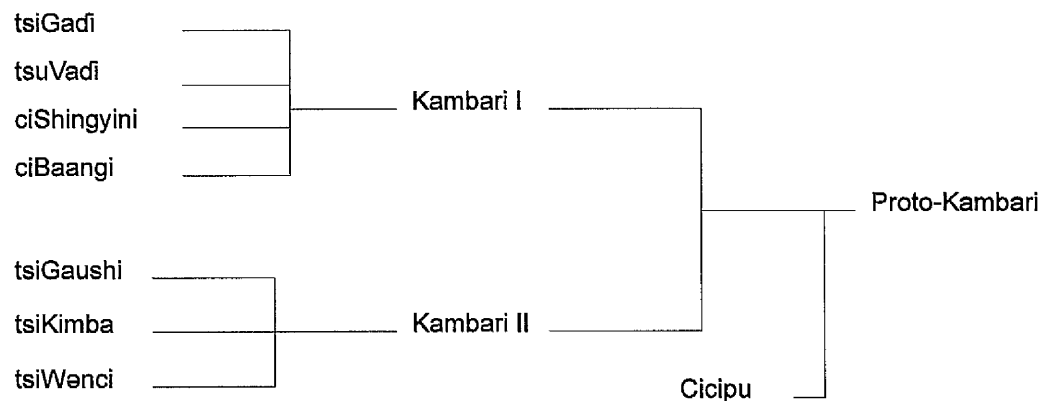 tsiGaɗi
tsuVaɗi
ciShingyini
ciBaangi
Kambari I
Proto-Kambari
tsiGaushi
tsiKimba
tsiWənci
Kambari II
Cicipu